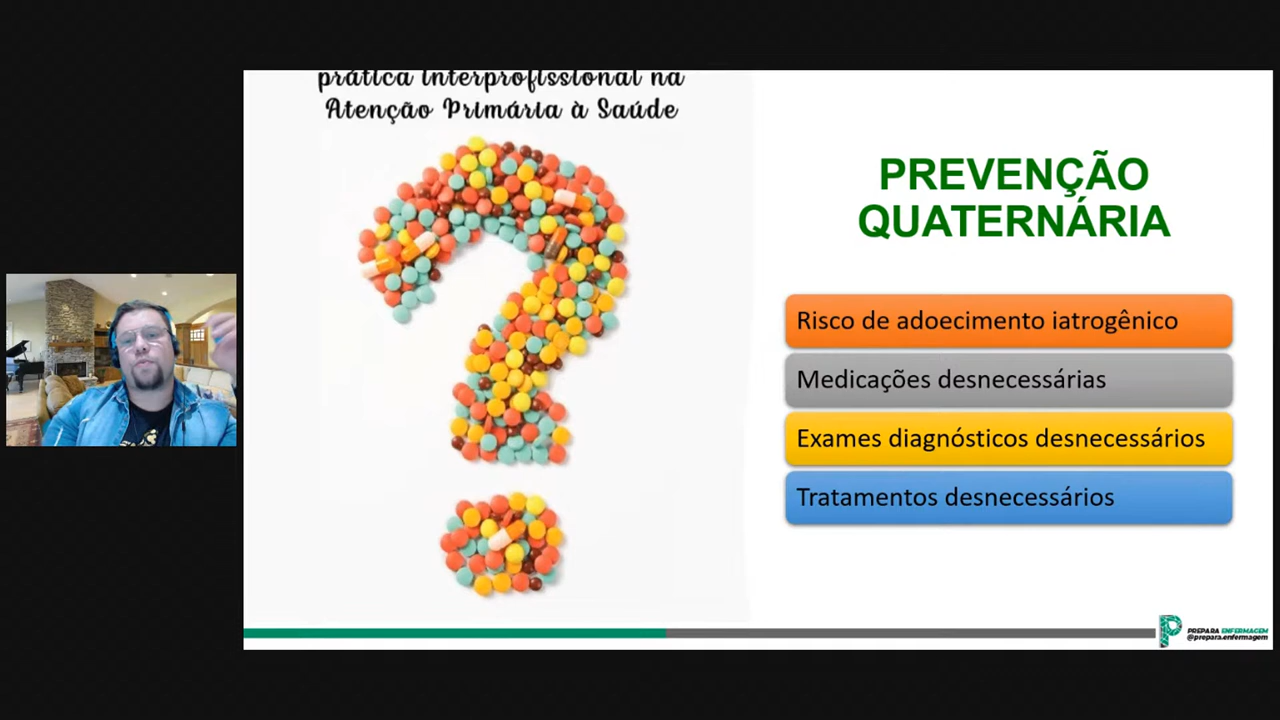 prática interprofissional na
Atenção Primária à Saúde
PREVENÇÃO
QUATERNÁRIA
Risco de adoecimento iatrogênico
Medicações desnecessárias
Exames diagnósticos desnecessários
Tratamentos desnecessários
PREPARA ENFERMAGEM
@prepara.enfermagem